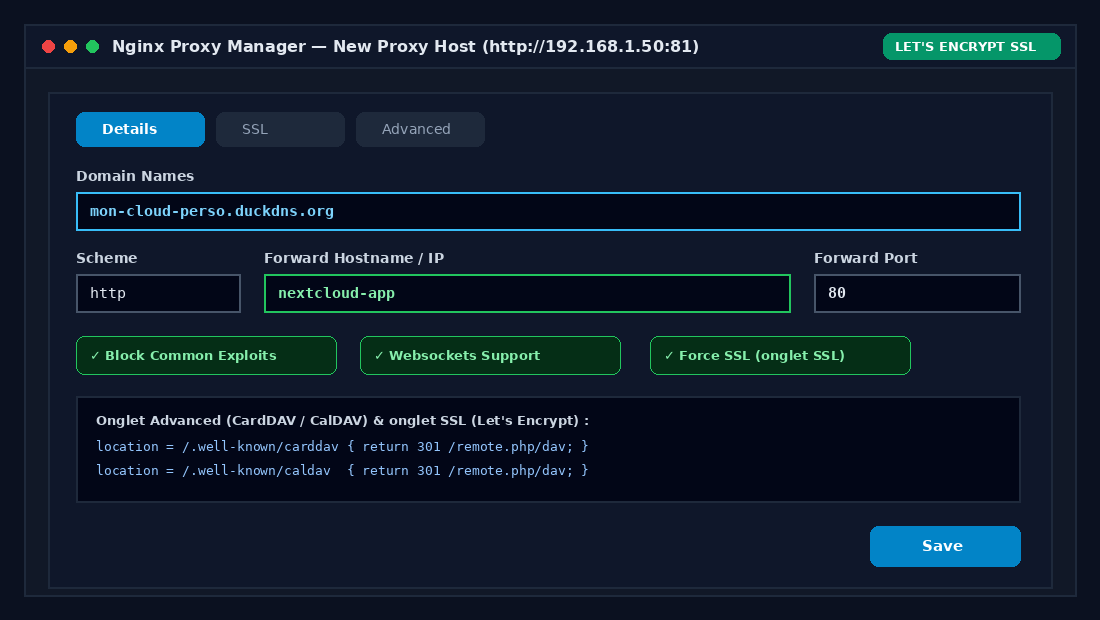 Nginx Proxy Manager — New Proxy Host (http://192.168.1.50:81)
LET'S ENCRYPT SSL
Details
SSL
Advanced
Domain Names
mon-cloud-perso.duckdns.org
Scheme
Forward Hostname / IP
Forward Port
http
nextcloud-app
80
✓ Block Common Exploits
✓ Websockets Support
✓ Force SSL (onglet SSL)
Onglet Advanced (CardDAV / CalDAV) & onglet SSL (Let's Encrypt) :
location = /.well-known/carddav { return 301 /remote.php/dav; }
location = /.well-known/caldav  { return 301 /remote.php/dav; }
Save